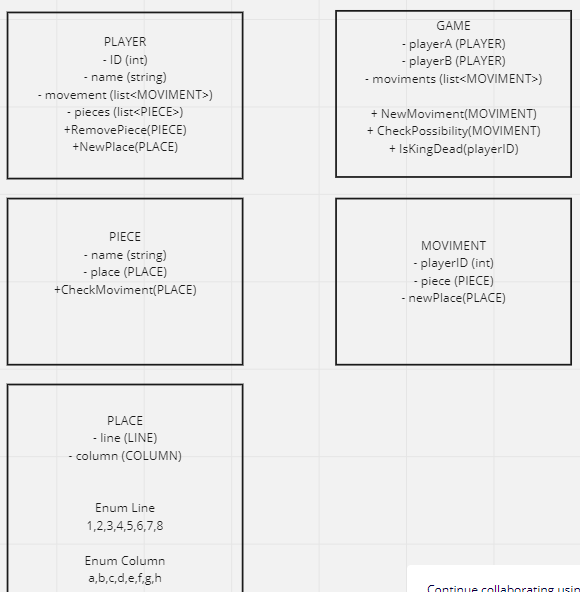 PLAYER
- ID (int)
- name (string)
- movement (list<MOVIMENT>)
- pieces (list<PIECE>)
+RemovePiece(PIECE)
+NewPlace(PLACE)
GAME
- playerA (PLAYER)
- playerB (PLAYER)
- moviments (list<MOVIMENT>)
+ NewMoviment(MOVIMENT)
+ CheckPossibility(MOVIMENT)
+ IsKingDead(playerID)
PIECE
- name (string)
- place (PLACE)
+CheckMoviment(PLACE)
MOVIMENT
- playerID (int)
- piece (PIECE)
- newPlace(PLACE)
PLACE
- line (LINE)
- column (COLUMN)
Enum Line
1,2,3,4,5,6,7,8
Enum Column
a,b,c,d,e,f,g,h
Continue collaborating